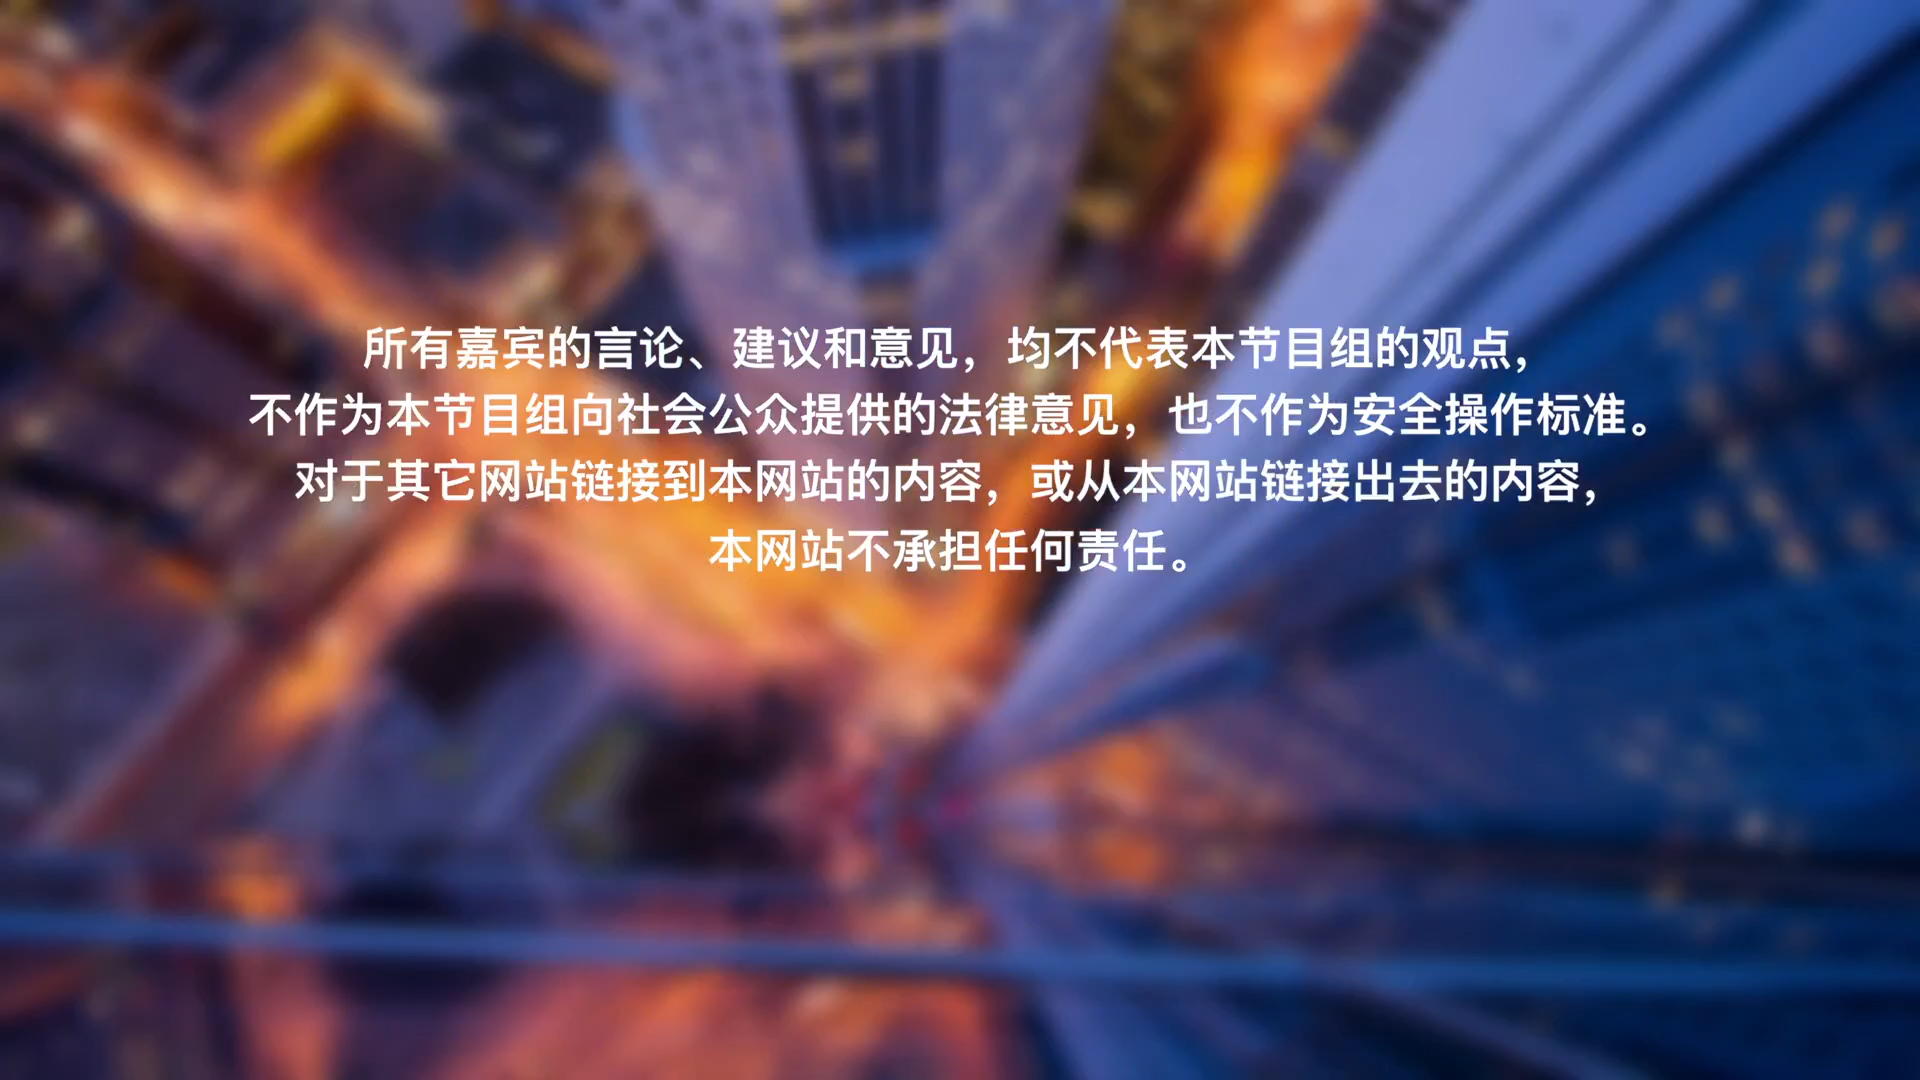 所有嘉宾的言论、建议和意见，均不代表本节目组的观点，
不作为本节目组向社会公众提供的法律意见，也不作为安全操作标准。
对于其它网站链接到本网站的内容，或从本网站链接出去的内容，
本网站不承担任何责任。